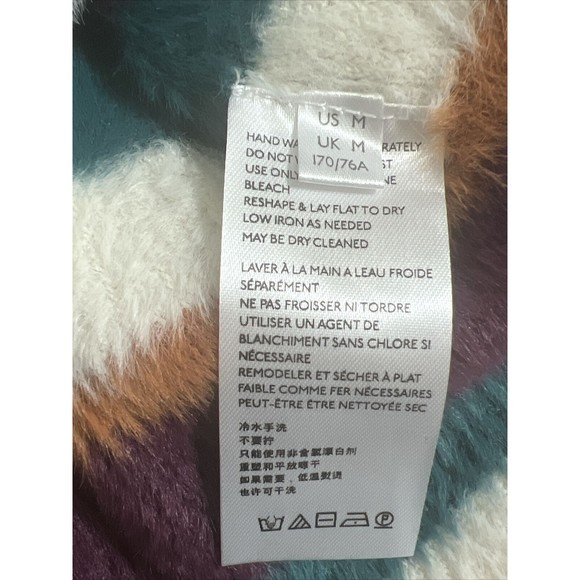 US M
UK M
170/76A
HAND WA RATELY
DO NOT W ST
USE ONLY NE
BLEACH
RESHAPE & LAY FLAT TO DRY
LOW IRON AS NEEDED
MAY BE DRY CLEANED
LAVER À LA MAIN A LEAU FROIDE
SÉPARÉMENT
NE PAS FROISSER NI TORDRE
UTILISER UN AGENT DE
BLANCHIMENT SANS CHLORE SI
NÉCESSAIRE
REMODELER ET SÉCHER À PLAT
FAIBLE COMME FER NÉCESSAIRES
PEUT-ÊTRE ÊTRE NETTOYÉE SEC
冷水手洗
不要拧
只能使用非含氯漂白剂
重塑和平放晾干
如果需要，低温熨烫
也许可干洗